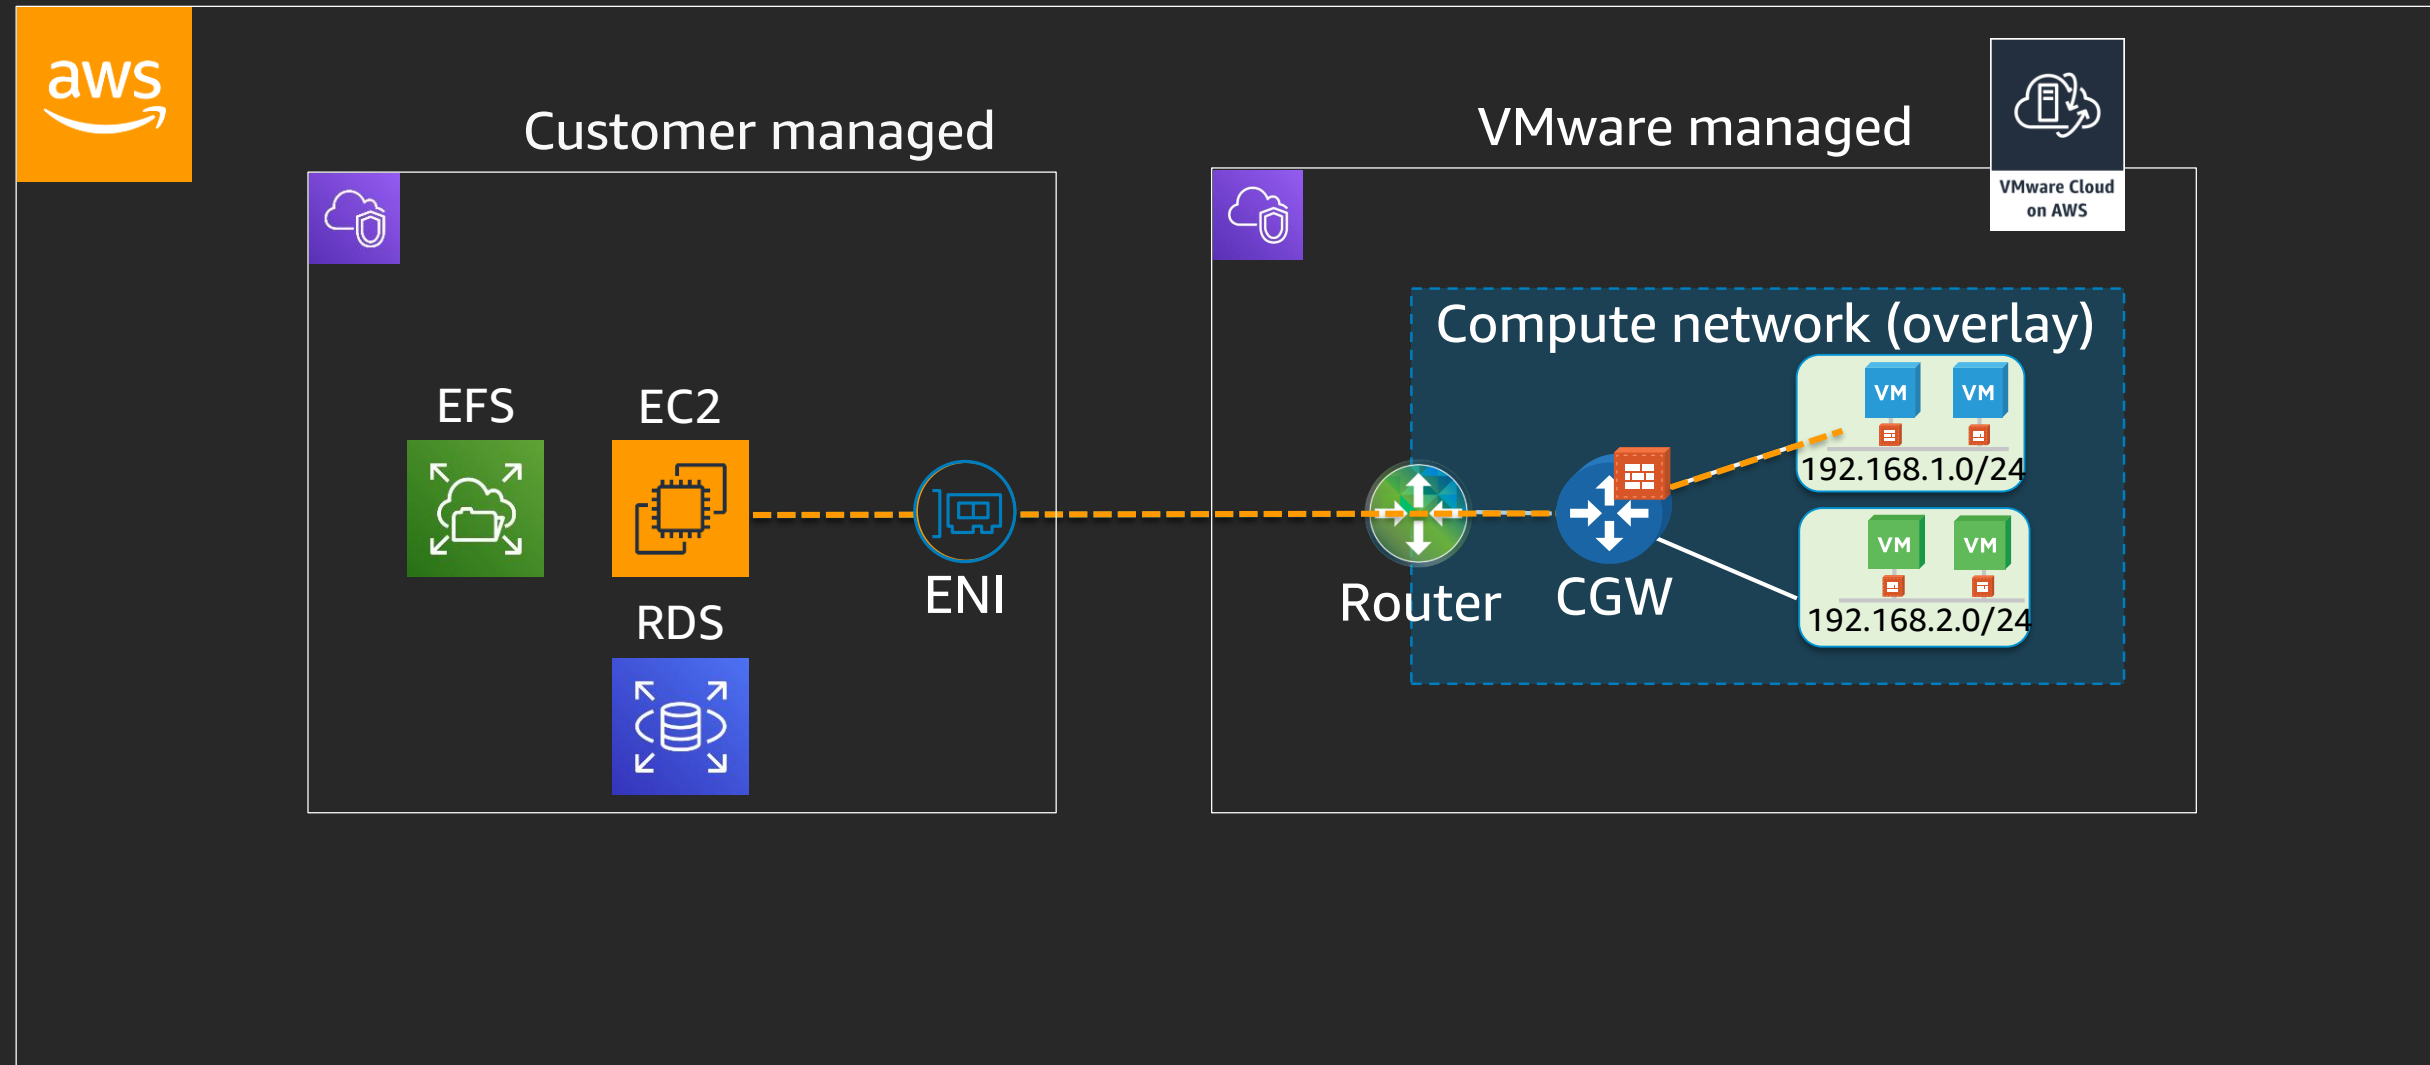 aws
Customer managed
VMware managed
VMware Cloud
on AWS
Compute network (overlay)
EFS
EC2
VM
VM
192.168.1.0/24
ENI
Router
CGW
VM
VM
192.168.2.0/24
RDS